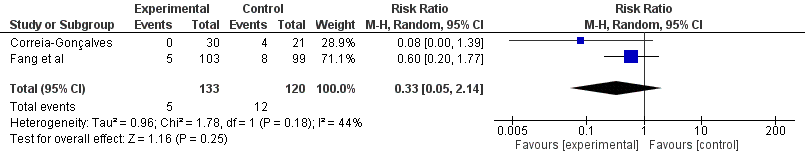 Experimental Control Risk Ratio Risk Ratio
Study or Subgroup Events Total Events Total Weight M-H, Random, 95% CI M-H, Random, 95% CI
Correia-Gonçalves 0 30 4 21 28.9% 0.08 [0.00, 1.39]
Fang et al 5 103 8 99 71.1% 0.60 [0.20, 1.77]
Total (95% CI) 133 120 100.0% 0.33 [0.05, 2.14]
Total events 5 12
Heterogeneity: Tau² = 0.96; Chi² = 1.78, df = 1 (P = 0.18); I² = 44%
Test for overall effect: Z = 1.16 (P = 0.25)
0.005 0.1 1 10 200
Favours [experimental] Favours [control]